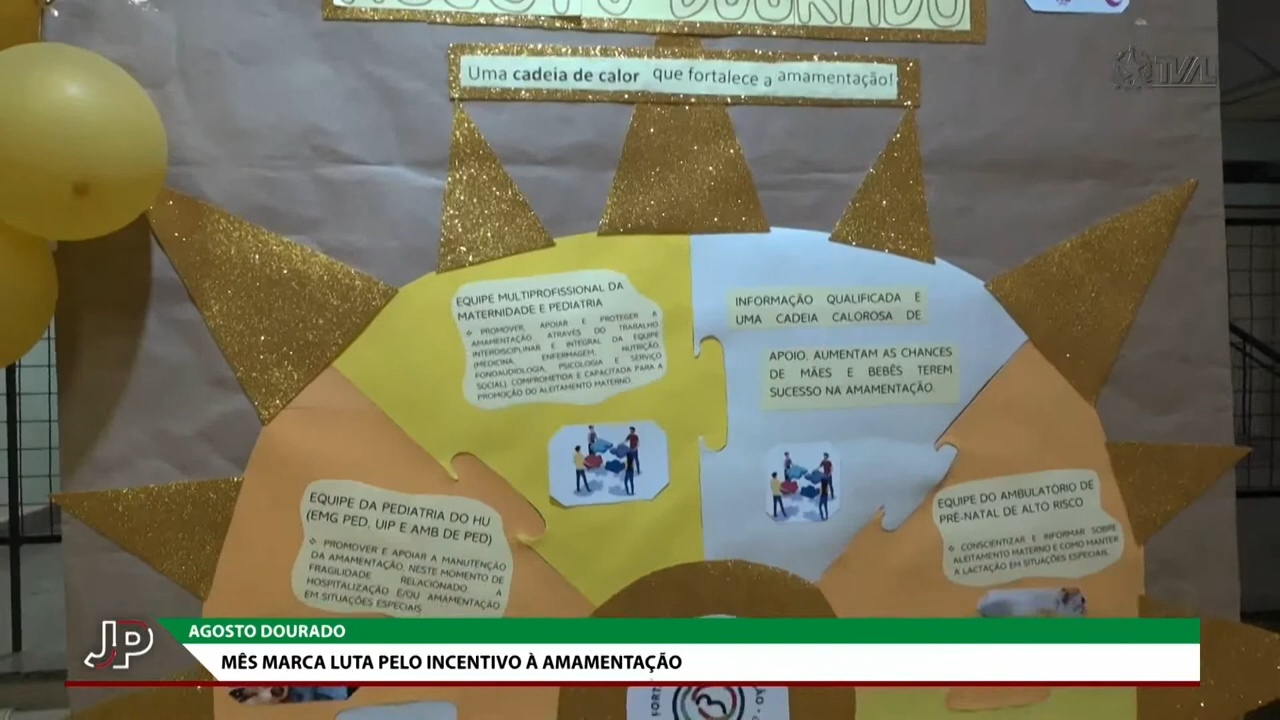 AGOSTO DOURADO
Uma cadeia de calor que fortalece a amamentação!
TVAL
EQUIPE MULTIPROFISSIONAL DA
MATERNIDADE E PEDIATRIA
❖ PROMOVER, APOIAR E PROTEGER A
AMAMENTAÇÃO ATRAVÉS DO TRABALHO
INTERDISCIPLINAR E INTEGRAL DA EQUIPE
(MEDICINA, ENFERMAGEM, NUTRIÇÃO,
FONOAUDIOLOGIA, PSICOLOGIA E SERVIÇO
SOCIAL) COMPROMETIDA E CAPACITADA PARA A
PROMOÇÃO DO ALEITAMENTO MATERNO.
INFORMAÇÃO QUALIFICADA E
UMA CADEIA CALOROSA DE
APOIO, AUMENTAM AS CHANCES
DE MÃES E BEBÊS TEREM
SUCESSO NA AMAMENTAÇÃO
EQUIPE DA PEDIATRIA DO HU
(EMG PED, UIP E AMB DE PED)
❖ PROMOVER E APOIAR A MANUTENÇÃO
DA AMAMENTAÇÃO, NESTE MOMENTO DE
FRAGILIDADE RELACIONADO A
HOSPITALIZAÇÃO E/OU AMAMENTAÇÃO
EM SITUAÇÕES ESPECIAIS
EQUIPE DO AMBULATÓRIO DE
PRÉ-NATAL DE ALTO RISCO
❖ CONSCIENTIZAR E INFORMAR SOBRE
ALEITAMENTO MATERNO E COMO MANTER
A LACTAÇÃO EM SITUAÇÕES ESPECIAIS.
JP
AGOSTO DOURADO
MÊS MARCA LUTA PELO INCENTIVO À AMAMENTAÇÃO